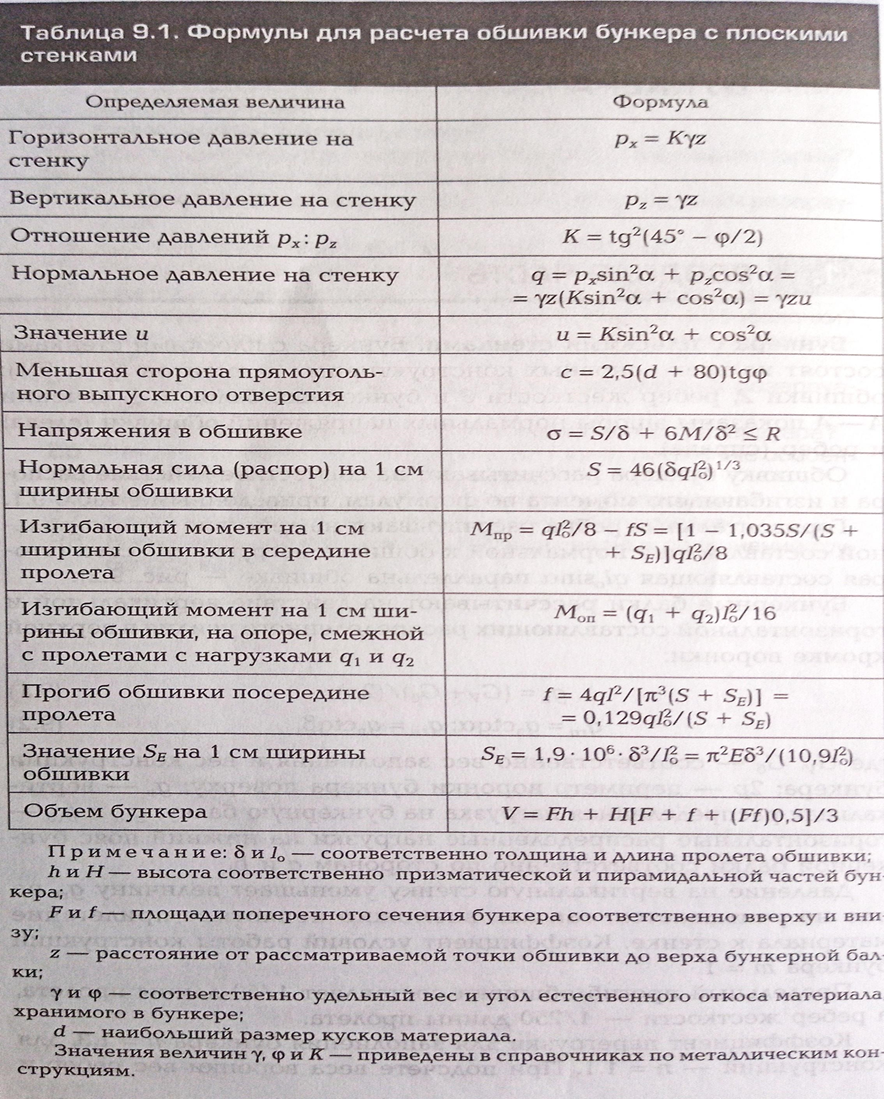 Таблица 9.1. Формулы для расчета обшивки бункера с плоскими
стенками
Определяемая величина
Формула
Горизонтальное давление на
стенку
pₓ = Kγz
Вертикальное давление на стенку
p_z = γz
Отношение давлений pₓ : p_z
K = tg²(45° − φ/2)
Нормальное давление на стенку
q = pₓsin²α + p_zcos²α =
= γz(Ksin²α + cos²α) = γzu
Значение u
u = Ksin²α + cos²α
Меньшая сторона прямоуголь-
ного выпускного отверстия
c = 2,5(d + 80)tgφ
Напряжения в обшивке
σ = S/δ + 6M/δ² ≤ R
Нормальная сила (распор) на 1 см
ширины обшивки
S = 46(δql₀²)^1/3
Изгибающий момент на 1 см
ширины обшивки в середине
пролета
M_пр = ql₀²/8 − fS = [1 − 1,035S/(S +
+ S_E)]ql₀²/8
Изгибающий момент на 1 см ши-
рины обшивки, на опоре, смежной
с пролетами с нагрузками q₁ и q₂
M_оп = −(q₁ + q₂)l₀²/16
Прогиб обшивки посередине
пролета
f = 4ql²/[π³(S + S_E)] =
= 0,129ql₀²/(S + S_E)
Значение S_E на 1 см ширины
обшивки
S_E = 1,9 · 10⁶ · δ³/l² = π²Eδ³/(10,9l₀²)
Объем бункера
V = Fh + H[F + f + (Ff)0,5]/3
Примечание: δ и l₀ — соответственно толщина и длина пролета обшивки;
h и H — высота соответственно призматической и пирамидальной частей бун-
кера;
F и f — площади поперечного сечения бункера соответственно вверху и вни-
зу;
z — расстояние от рассматриваемой точки обшивки до верха бункерной бал-
ки;
γ и φ — соответственно удельный вес и угол естественного откоса материала,
хранимого в бункере;
d — наибольший размер кусков материала.
Значения величин γ, φ и K — приведены в справочниках по металлическим кон-
струкциям.